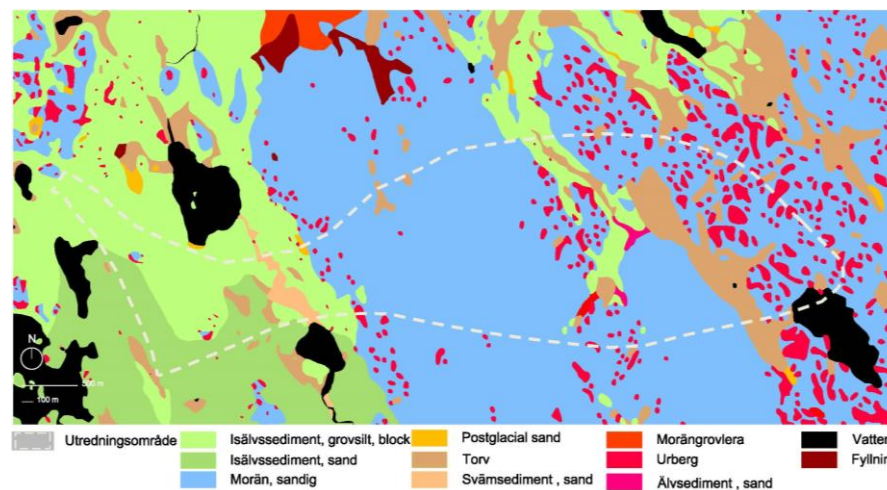 N
500 m
100 m
Utredningsområde
Isälvssediment, grovsilt, block
Isälvssediment, sand
Morän, sandig
Postglacial sand
Torv
Svämsediment , sand
Morängrovlera
Urberg
Älvsediment , sand
Vatten
Fyllning